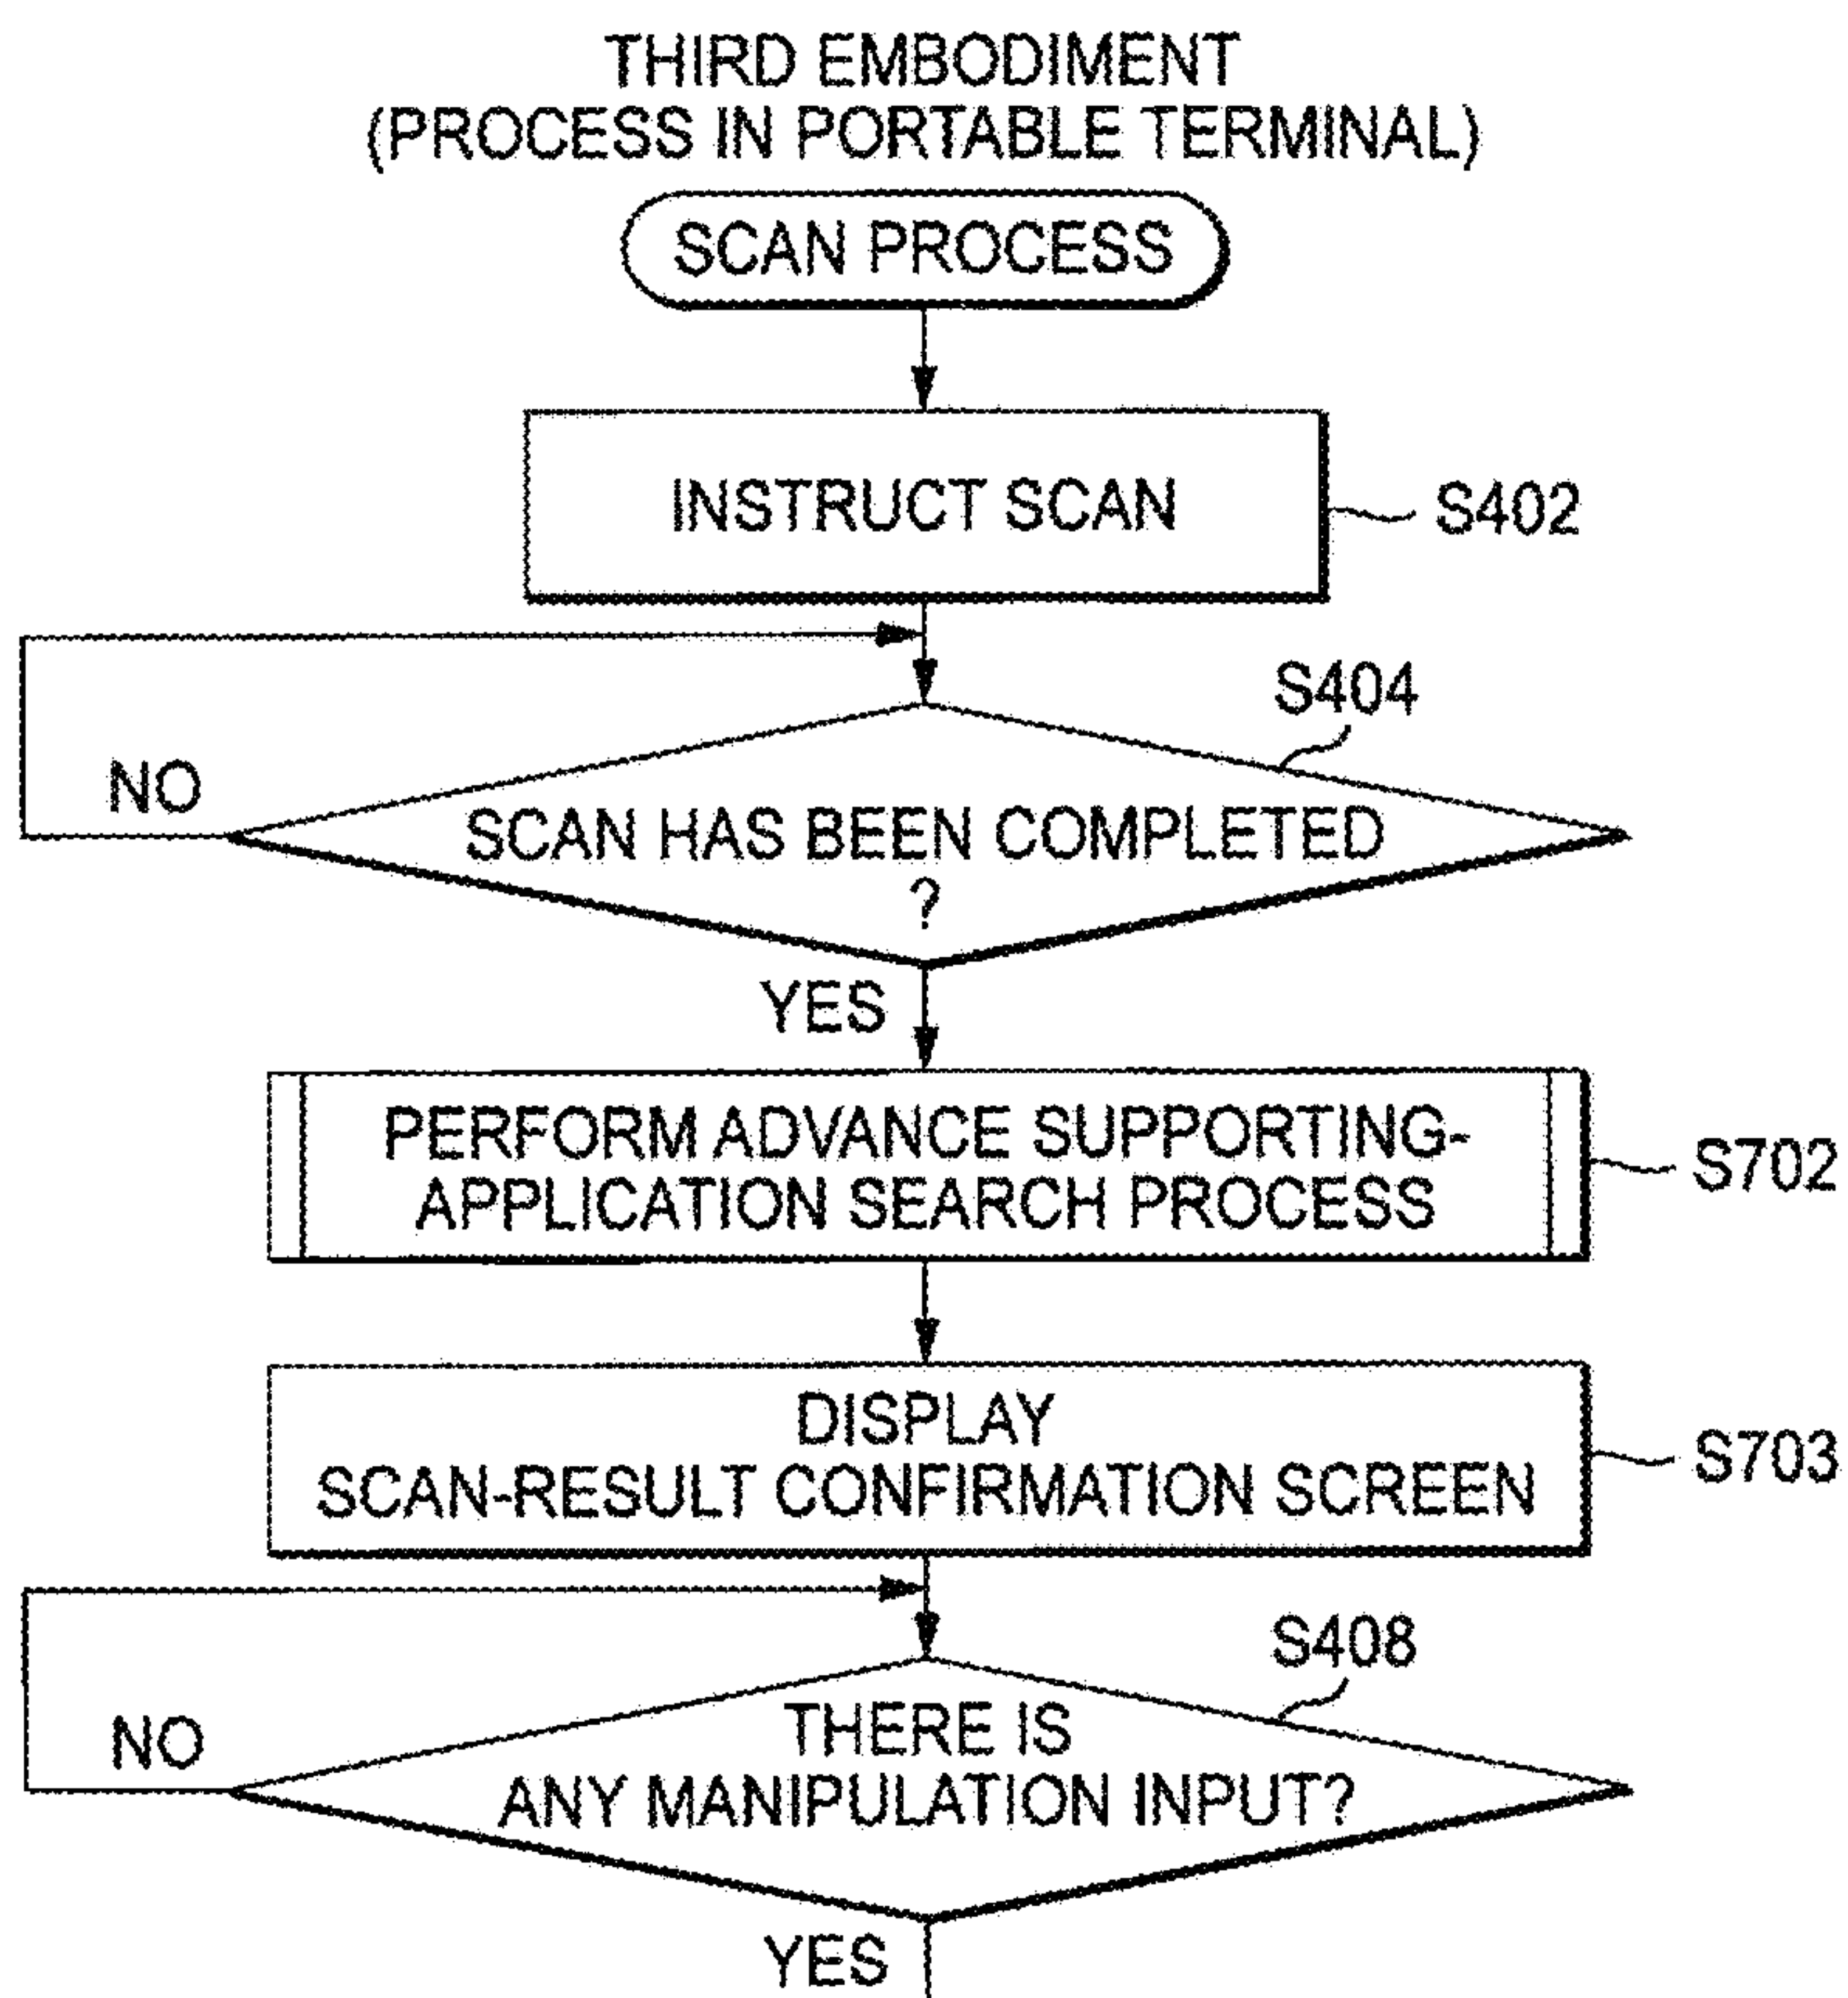 THIRD EMBODIMENT
(PROCESS IN PORTABLE TERMINAL)
SCAN PROCESS
INSTRUCT SCAN
S402
S404
NO
SCAN HAS BEEN COMPLETED
?
YES
PERFORM ADVANCE SUPPORTING-
APPLICATION SEARCH PROCESS
S702
DISPLAY
SCAN-RESULT CONFIRMATION SCREEN
S703
S408
NO
THERE IS
ANY MANIPULATION INPUT?
YES